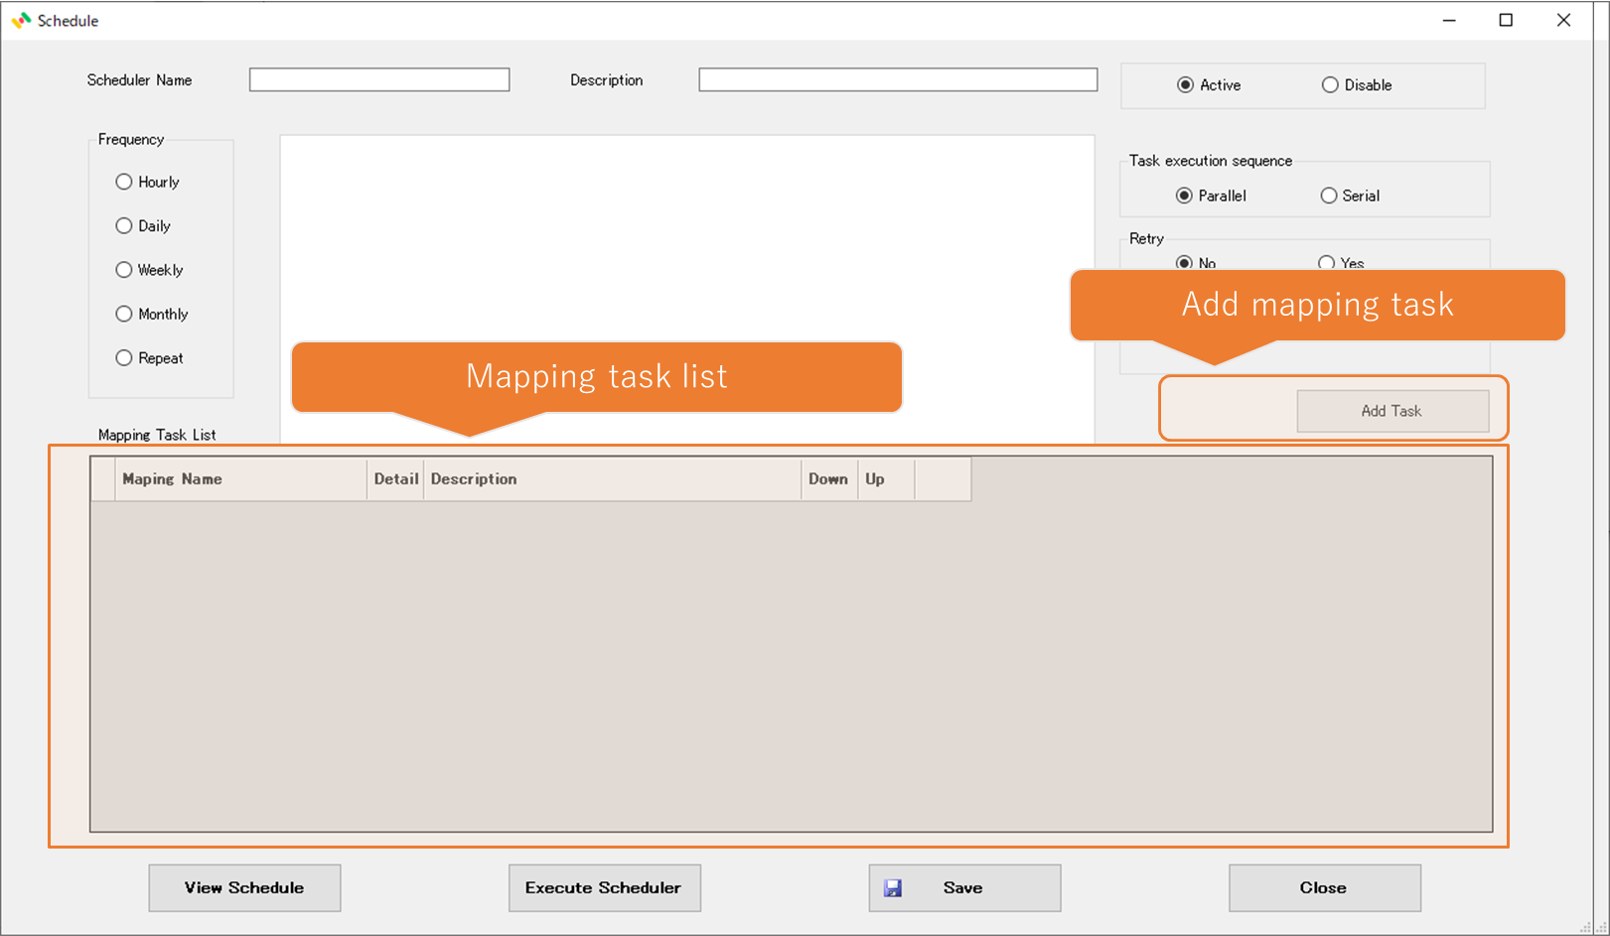 Schedule
Scheduler Name
Description
Active
Disable
Frequency
Hourly
Daily
Weekly
Monthly
Repeat
Task execution sequence
Parallel
Serial
Retry
No
Yes
Add mapping task
Mapping task list
Add Task
Mapping Task List
Maping Name
Detail
Description
Down
Up
View Schedule
Execute Scheduler
Save
Close